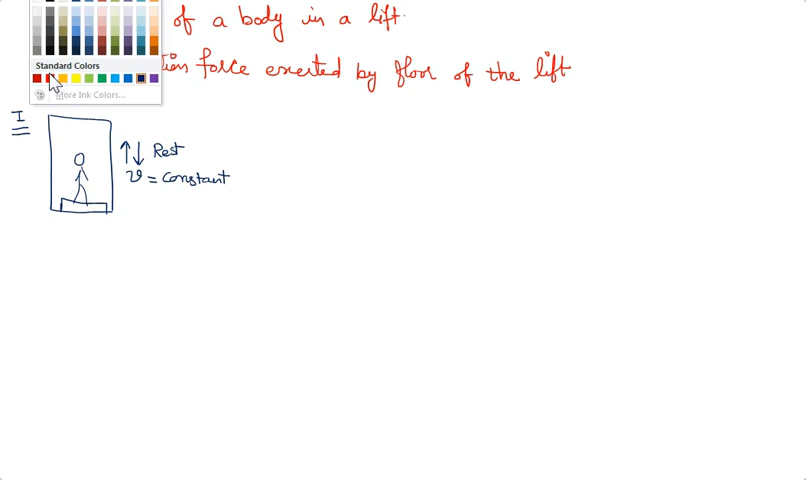 of a body in a lift.
Standard Colors
force exerted by floor of the lift
More Ink Colors...
I
↑↓ Rest
v = Constant